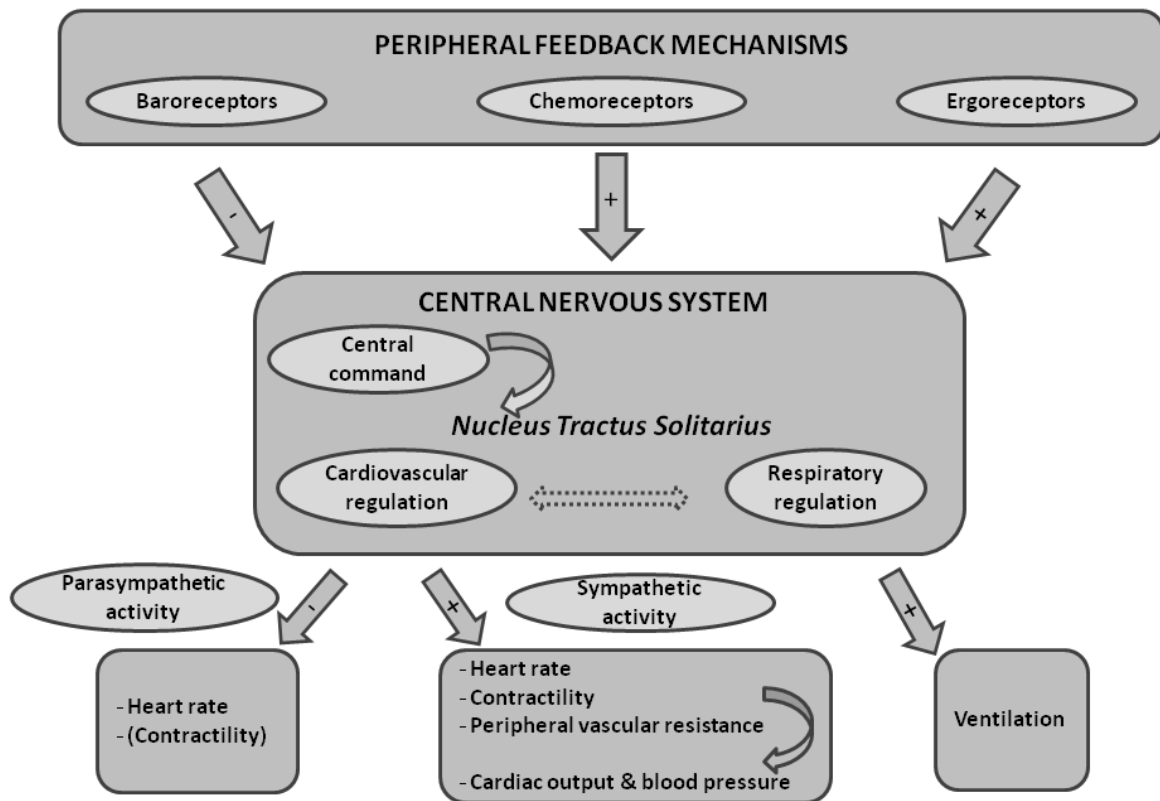 PERIPHERAL FEEDBACK MECHANISMS
Baroreceptors
Chemoreceptors
Ergoreceptors
-
+
+
CENTRAL NERVOUS SYSTEM
Central
command
Nucleus Tractus Solitarius
Cardiovascular
regulation
Respiratory
regulation
Parasympathetic
activity
-
+
Sympathetic
activity
+
- Heart rate
- (Contractility)
- Heart rate
- Contractility
- Peripheral vascular resistance
- Cardiac output & blood pressure
Ventilation